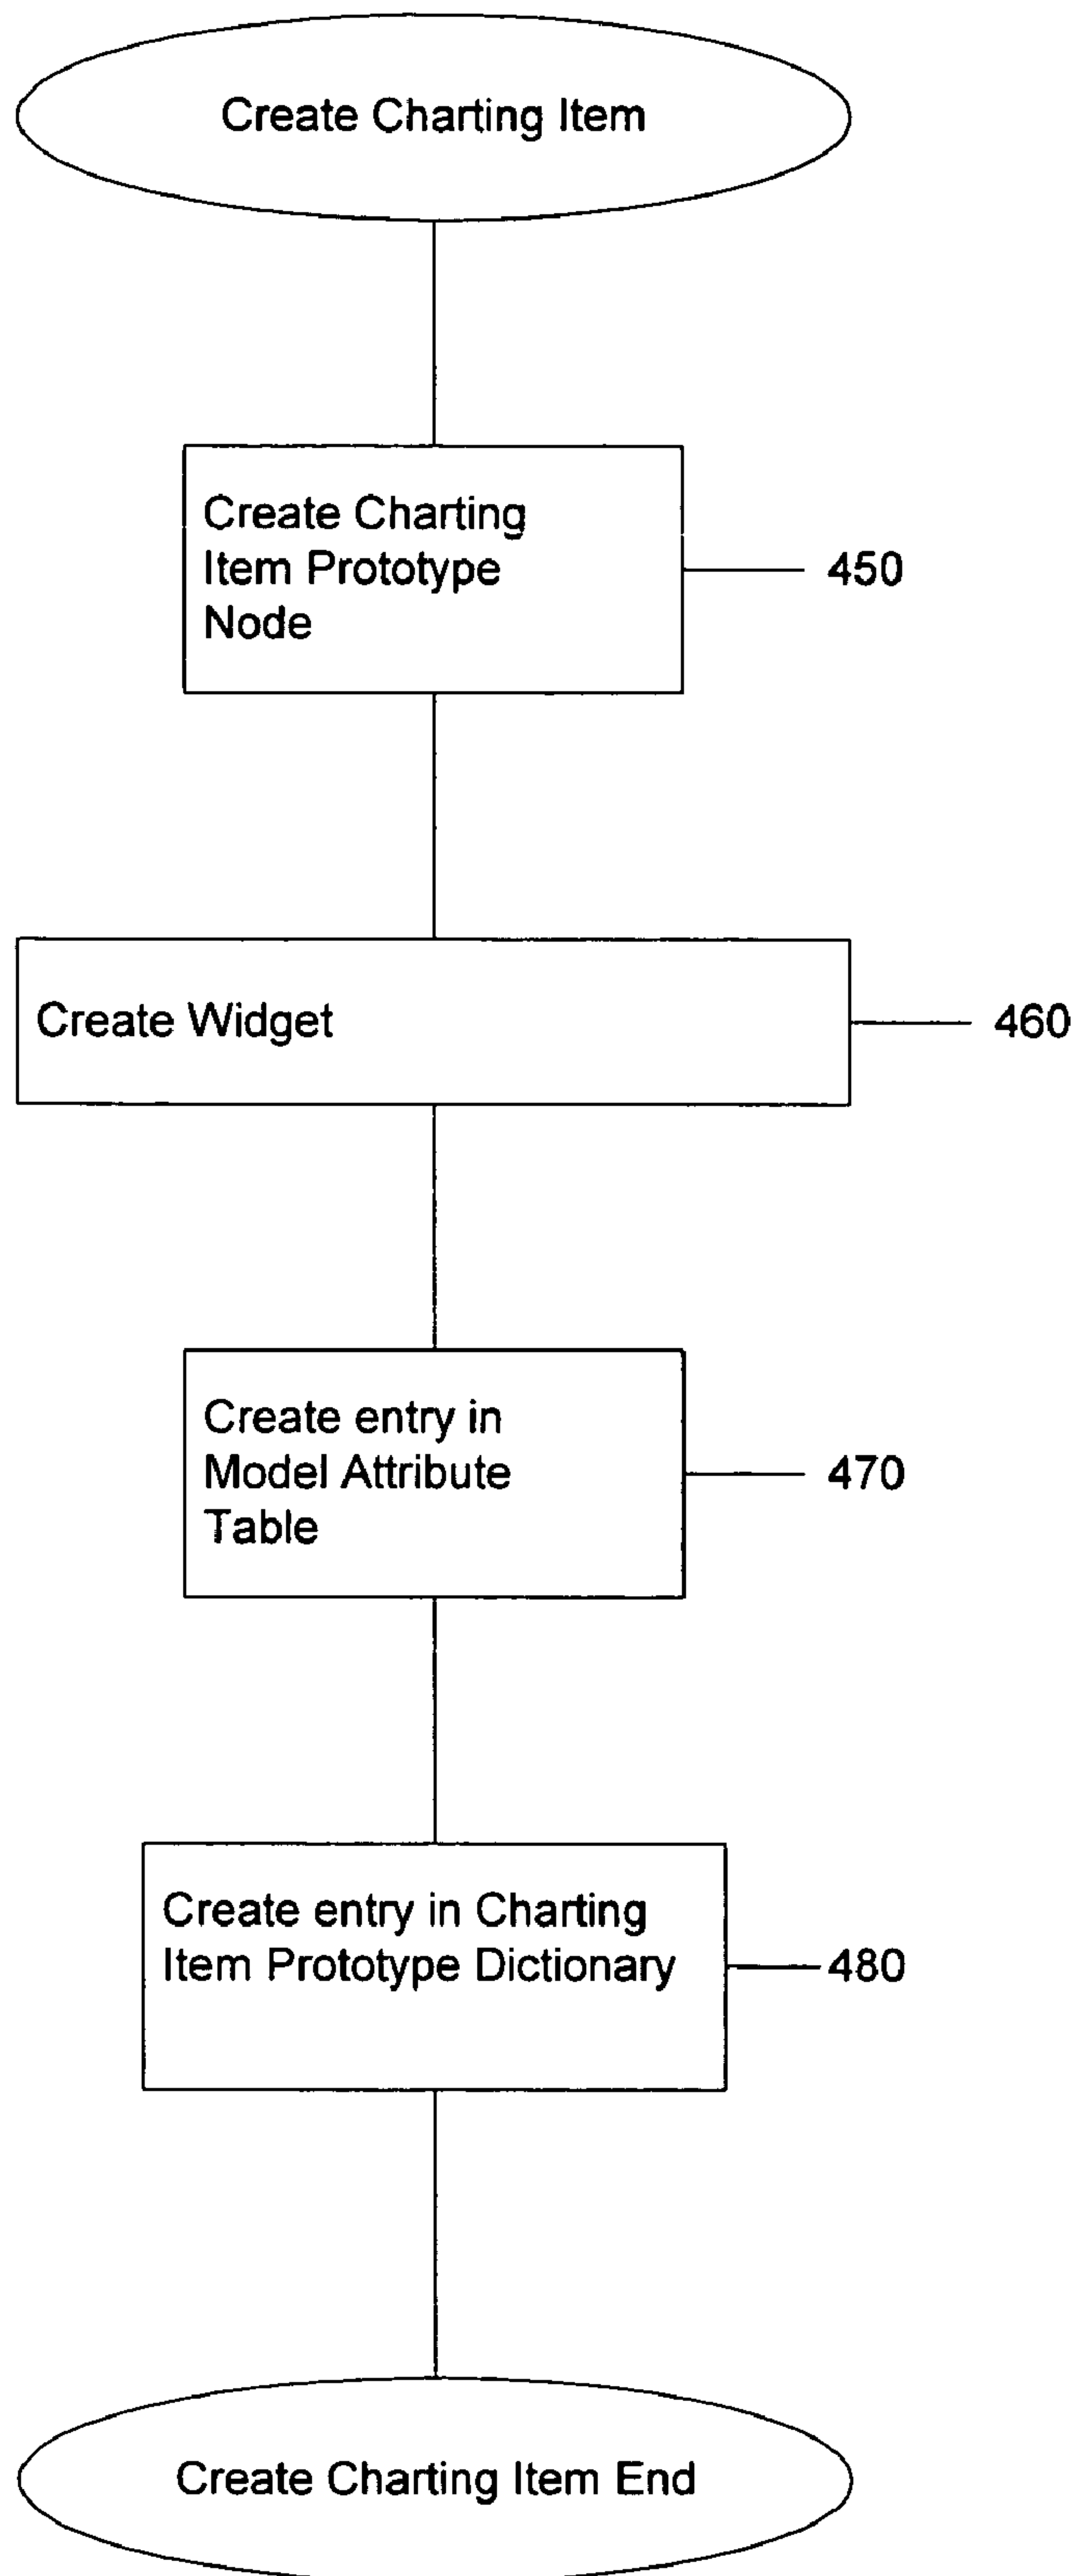 Create Charting Item
Create Charting
Item Prototype
Node
450
Create Widget
460
Create entry in
Model Attribute
Table
470
Create entry in Charting
Item Prototype Dictionary
480
Create Charting Item End